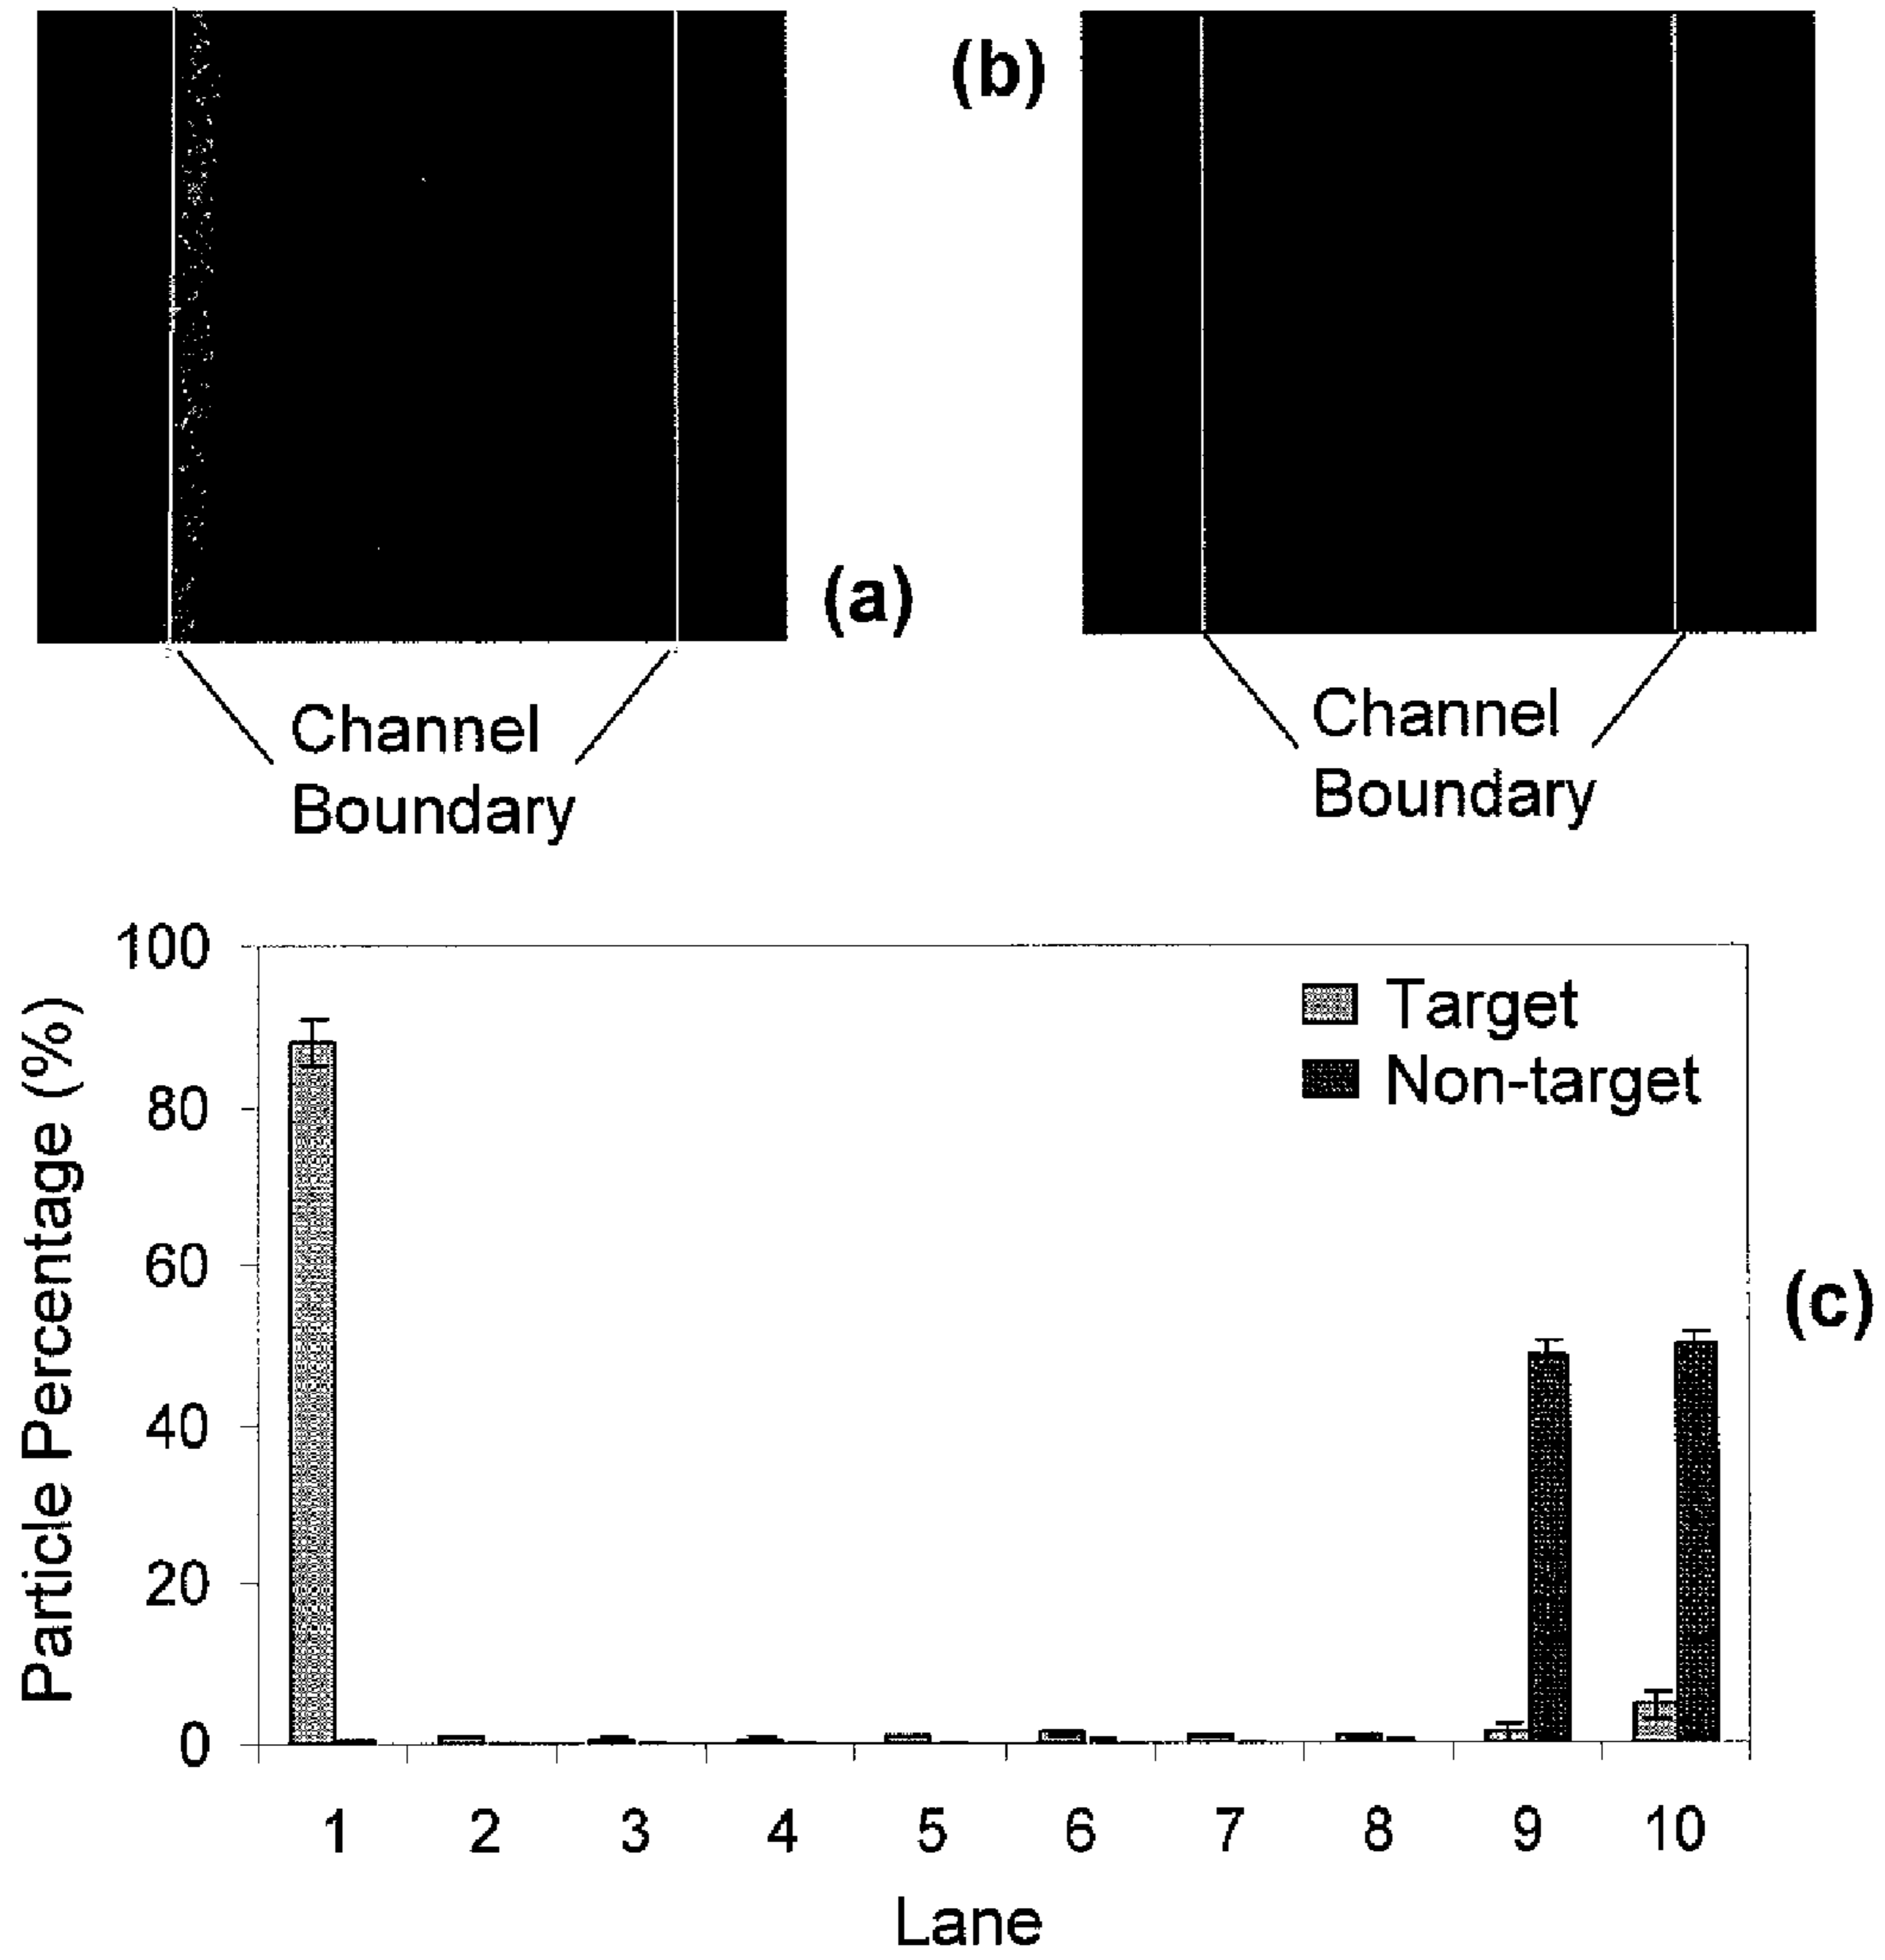 (b)
(a)
Channel
Boundary
Channel
Boundary
100
80
60
40
20
0
Particle Percentage (%)
Target
Non-target
(c)
1 2 3 4 5 6 7 8 9 10
Lane